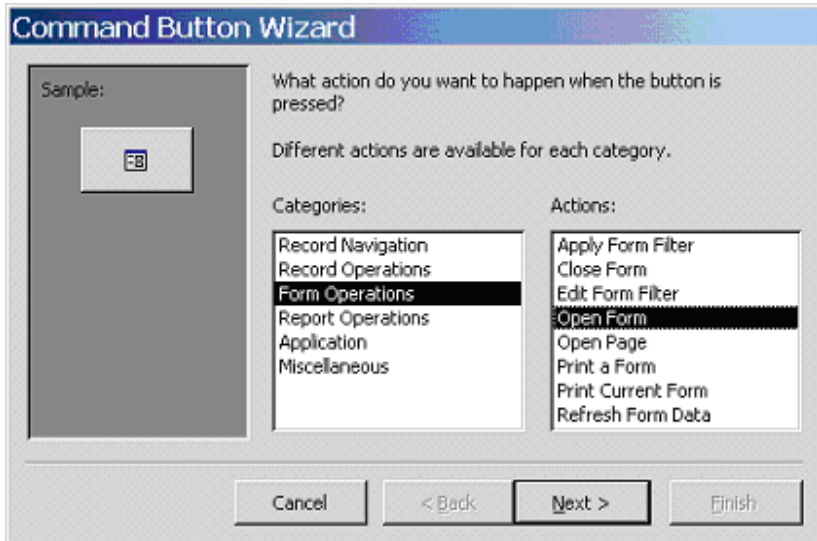 Command Button Wizard
Sample:
What action do you want to happen when the button is
pressed?
Different actions are available for each category.
Categories:
Record Navigation
Record Operations
Form Operations
Report Operations
Application
Miscellaneous
Actions:
Apply Form Filter
Close Form
Edit Form Filter
Open Form
Open Page
Print a Form
Print Current Form
Refresh Form Data
Cancel
< Back
Next >
Finish